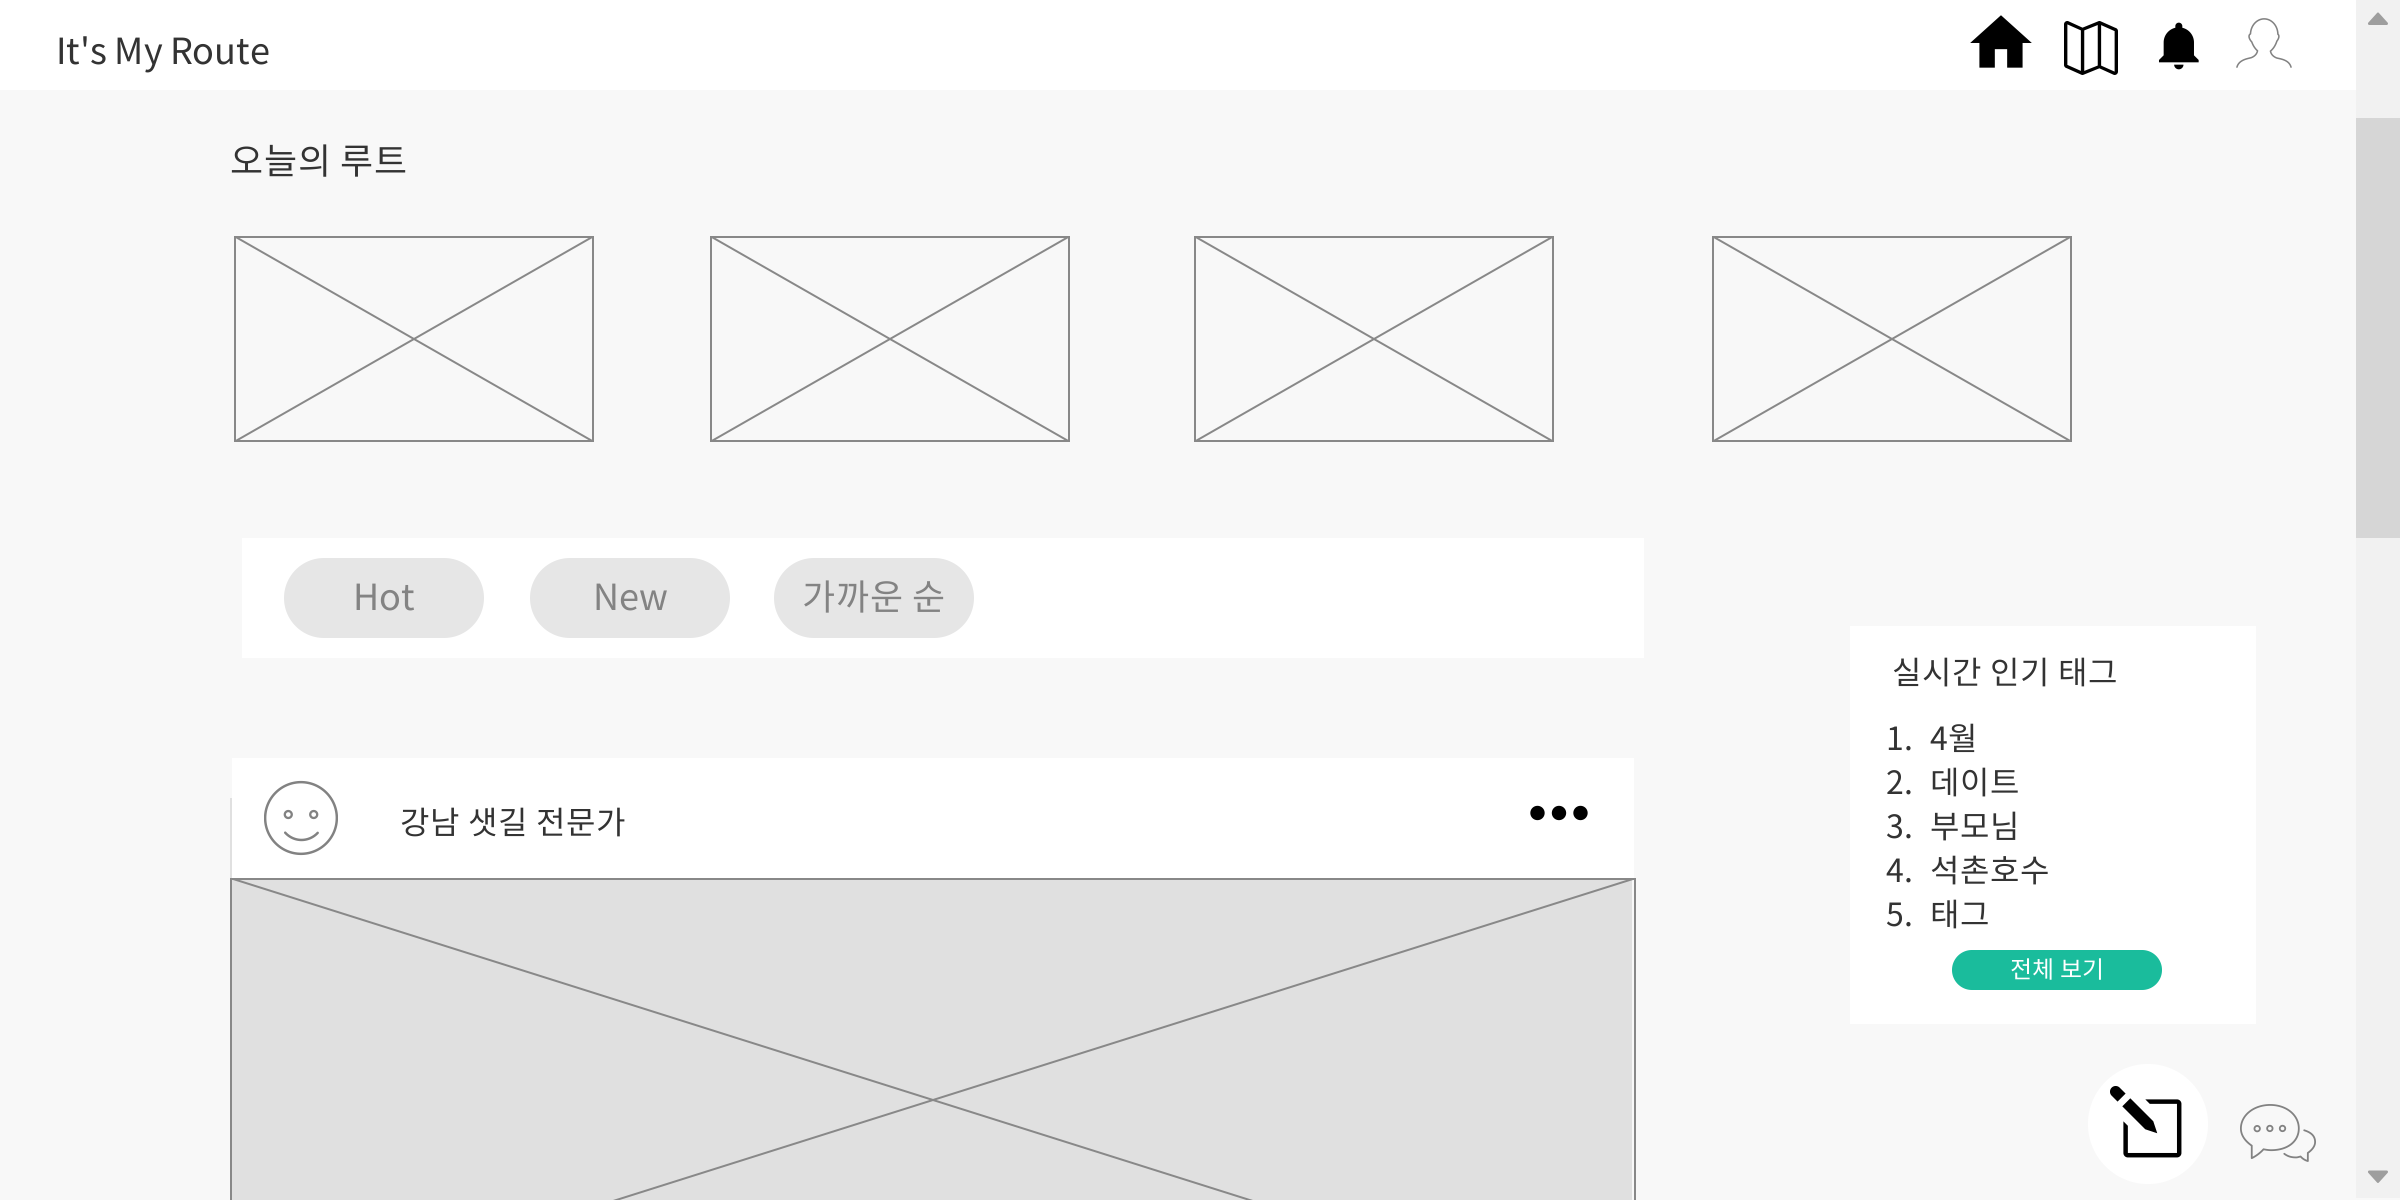 It's My Route
오늘의 루트
Hot
New
가까운 순
실시간 인기 태그
1. 4월
2. 데이트
3. 부모님
4. 석촌호수
5. 태그
전체 보기
강남 샛길 전문가